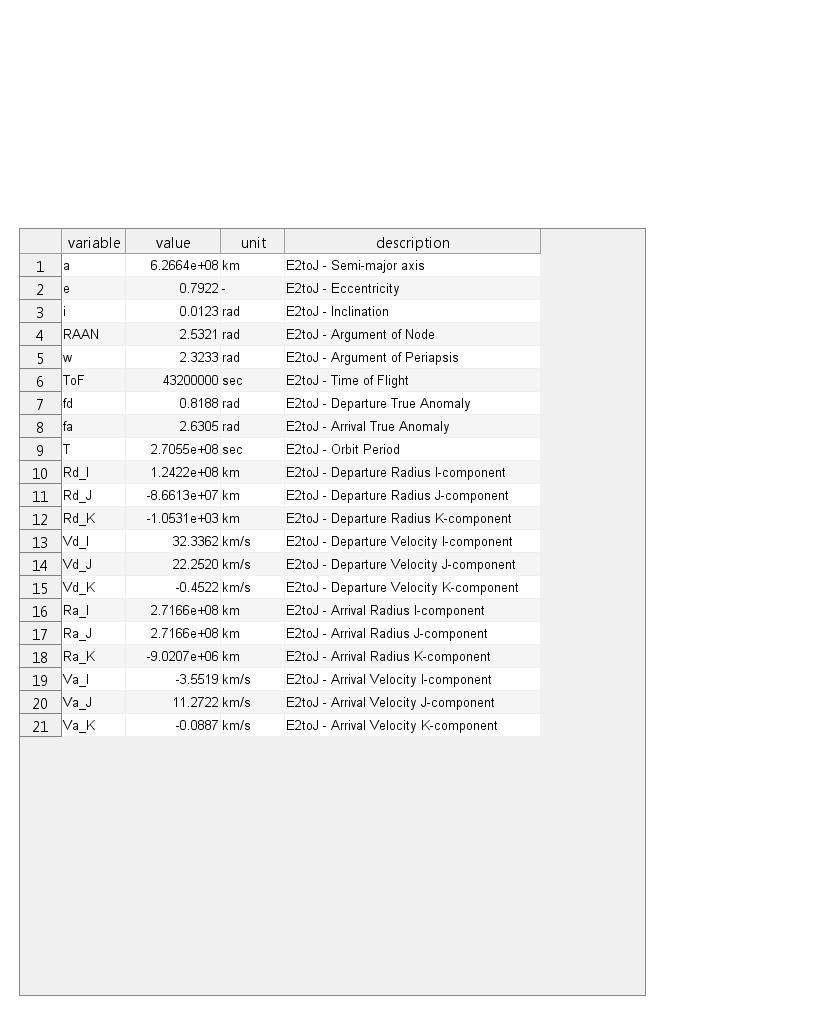 variable value unit description
1 a 6.2664e+08 km E2toJ - Semi-major axis
2 e 0.7922 - E2toJ - Eccentricity
3 i 0.0123 rad E2toJ - Inclination
4 RAAN 2.5321 rad E2toJ - Argument of Node
5 w 2.3233 rad E2toJ - Argument of Periapsis
6 ToF 43200000 sec E2toJ - Time of Flight
7 fd 0.8188 rad E2toJ - Departure True Anomaly
8 fa 2.6305 rad E2toJ - Arrival True Anomaly
9 T 2.7055e+08 sec E2toJ - Orbit Period
10 Rd_I 1.2422e+08 km E2toJ - Departure Radius I-component
11 Rd_J -8.6613e+07 km E2toJ - Departure Radius J-component
12 Rd_K -1.0531e+03 km E2toJ - Departure Radius K-component
13 Vd_I 32.3362 km/s E2toJ - Departure Velocity I-component
14 Vd_J 22.2520 km/s E2toJ - Departure Velocity J-component
15 Vd_K -0.4522 km/s E2toJ - Departure Velocity K-component
16 Ra_I 2.7166e+08 km E2toJ - Arrival Radius I-component
17 Ra_J 2.7166e+08 km E2toJ - Arrival Radius J-component
18 Ra_K -9.0207e+06 km E2toJ - Arrival Radius K-component
19 Va_I -3.5519 km/s E2toJ - Arrival Velocity I-component
20 Va_J 11.2722 km/s E2toJ - Arrival Velocity J-component
21 Va_K -0.0887 km/s E2toJ - Arrival Velocity K-component